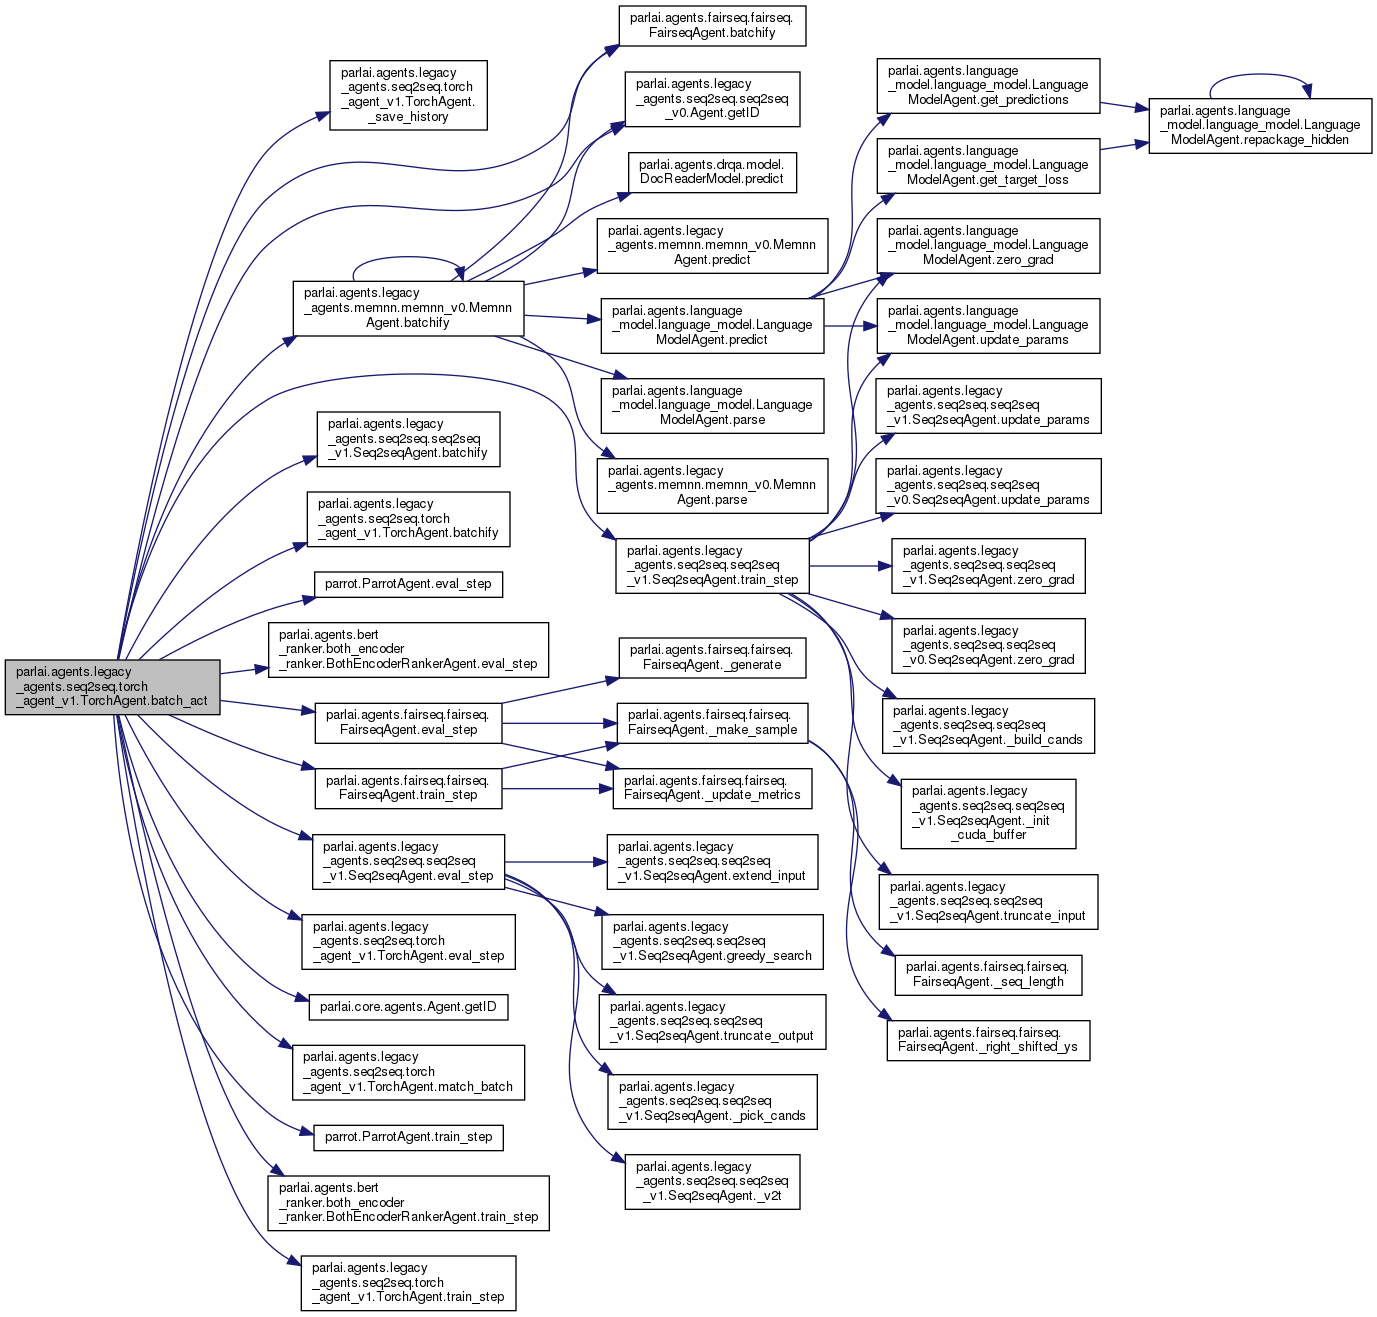 parlai.agents.legacy
_agents.seq2seq.torch
_agent_v1.TorchAgent.batch_act
parlai.agents.legacy
_agents.seq2seq.torch
_agent_v1.TorchAgent.
_save_history
parlai.agents.legacy
_agents.memnn.memnn_v0.Memnn
Agent.batchify
parlai.agents.legacy
_agents.seq2seq.seq2seq
_v1.Seq2seqAgent.batchify
parlai.agents.legacy
_agents.seq2seq.torch
_agent_v1.TorchAgent.batchify
parrot.ParrotAgent.eval_step
parlai.agents.bert
_ranker.both_encoder
_ranker.BothEncoderRankerAgent.eval_step
parlai.agents.fairseq.fairseq.
FairseqAgent.eval_step
parlai.agents.fairseq.fairseq.
FairseqAgent.train_step
parlai.agents.legacy
_agents.seq2seq.seq2seq
_v1.Seq2seqAgent.eval_step
parlai.agents.legacy
_agents.seq2seq.torch
_agent_v1.TorchAgent.eval_step
parlai.core.agents.Agent.getID
parlai.agents.legacy
_agents.seq2seq.torch
_agent_v1.TorchAgent.match_batch
parrot.ParrotAgent.train_step
parlai.agents.bert
_ranker.both_encoder
_ranker.BothEncoderRankerAgent.train_step
parlai.agents.legacy
_agents.seq2seq.torch
_agent_v1.TorchAgent.train_step
parlai.agents.fairseq.fairseq.
FairseqAgent.batchify
parlai.agents.legacy
_agents.seq2seq.seq2seq
_v0.Agent.getID
parlai.agents.drqa.model.
DocReaderModel.predict
parlai.agents.legacy
_agents.memnn.memnn_v0.Memnn
Agent.predict
parlai.agents.language
_model.language_model.Language
ModelAgent.predict
parlai.agents.language
_model.language_model.Language
ModelAgent.parse
parlai.agents.legacy
_agents.memnn.memnn_v0.Memnn
Agent.parse
parlai.agents.legacy
_agents.seq2seq.seq2seq
_v1.Seq2seqAgent.train_step
parlai.agents.fairseq.fairseq.
FairseqAgent._generate
parlai.agents.fairseq.fairseq.
FairseqAgent._make_sample
parlai.agents.fairseq.fairseq.
FairseqAgent._update_metrics
parlai.agents.legacy
_agents.seq2seq.seq2seq
_v1.Seq2seqAgent.extend_input
parlai.agents.legacy
_agents.seq2seq.seq2seq
_v1.Seq2seqAgent.greedy_search
parlai.agents.legacy
_agents.seq2seq.seq2seq
_v1.Seq2seqAgent.truncate_output
parlai.agents.legacy
_agents.seq2seq.seq2seq
_v1.Seq2seqAgent._pick_cands
parlai.agents.legacy
_agents.seq2seq.seq2seq
_v1.Seq2seqAgent._v2t
parlai.agents.language
_model.language_model.Language
ModelAgent.get_predictions
parlai.agents.language
_model.language_model.Language
ModelAgent.get_target_loss
parlai.agents.language
_model.language_model.Language
ModelAgent.zero_grad
parlai.agents.language
_model.language_model.Language
ModelAgent.update_params
parlai.agents.legacy
_agents.seq2seq.seq2seq
_v1.Seq2seqAgent.update_params
parlai.agents.legacy
_agents.seq2seq.seq2seq
_v0.Seq2seqAgent.update_params
parlai.agents.legacy
_agents.seq2seq.seq2seq
_v1.Seq2seqAgent.zero_grad
parlai.agents.legacy
_agents.seq2seq.seq2seq
_v0.Seq2seqAgent.zero_grad
parlai.agents.legacy
_agents.seq2seq.seq2seq
_v1.Seq2seqAgent._build_cands
parlai.agents.legacy
_agents.seq2seq.seq2seq
_v1.Seq2seqAgent._init
_cuda_buffer
parlai.agents.legacy
_agents.seq2seq.seq2seq
_v1.Seq2seqAgent.truncate_input
parlai.agents.fairseq.fairseq.
FairseqAgent._seq_length
parlai.agents.fairseq.fairseq.
FairseqAgent._right_shifted_ys
parlai.agents.language
_model.language_model.Language
ModelAgent.repackage_hidden